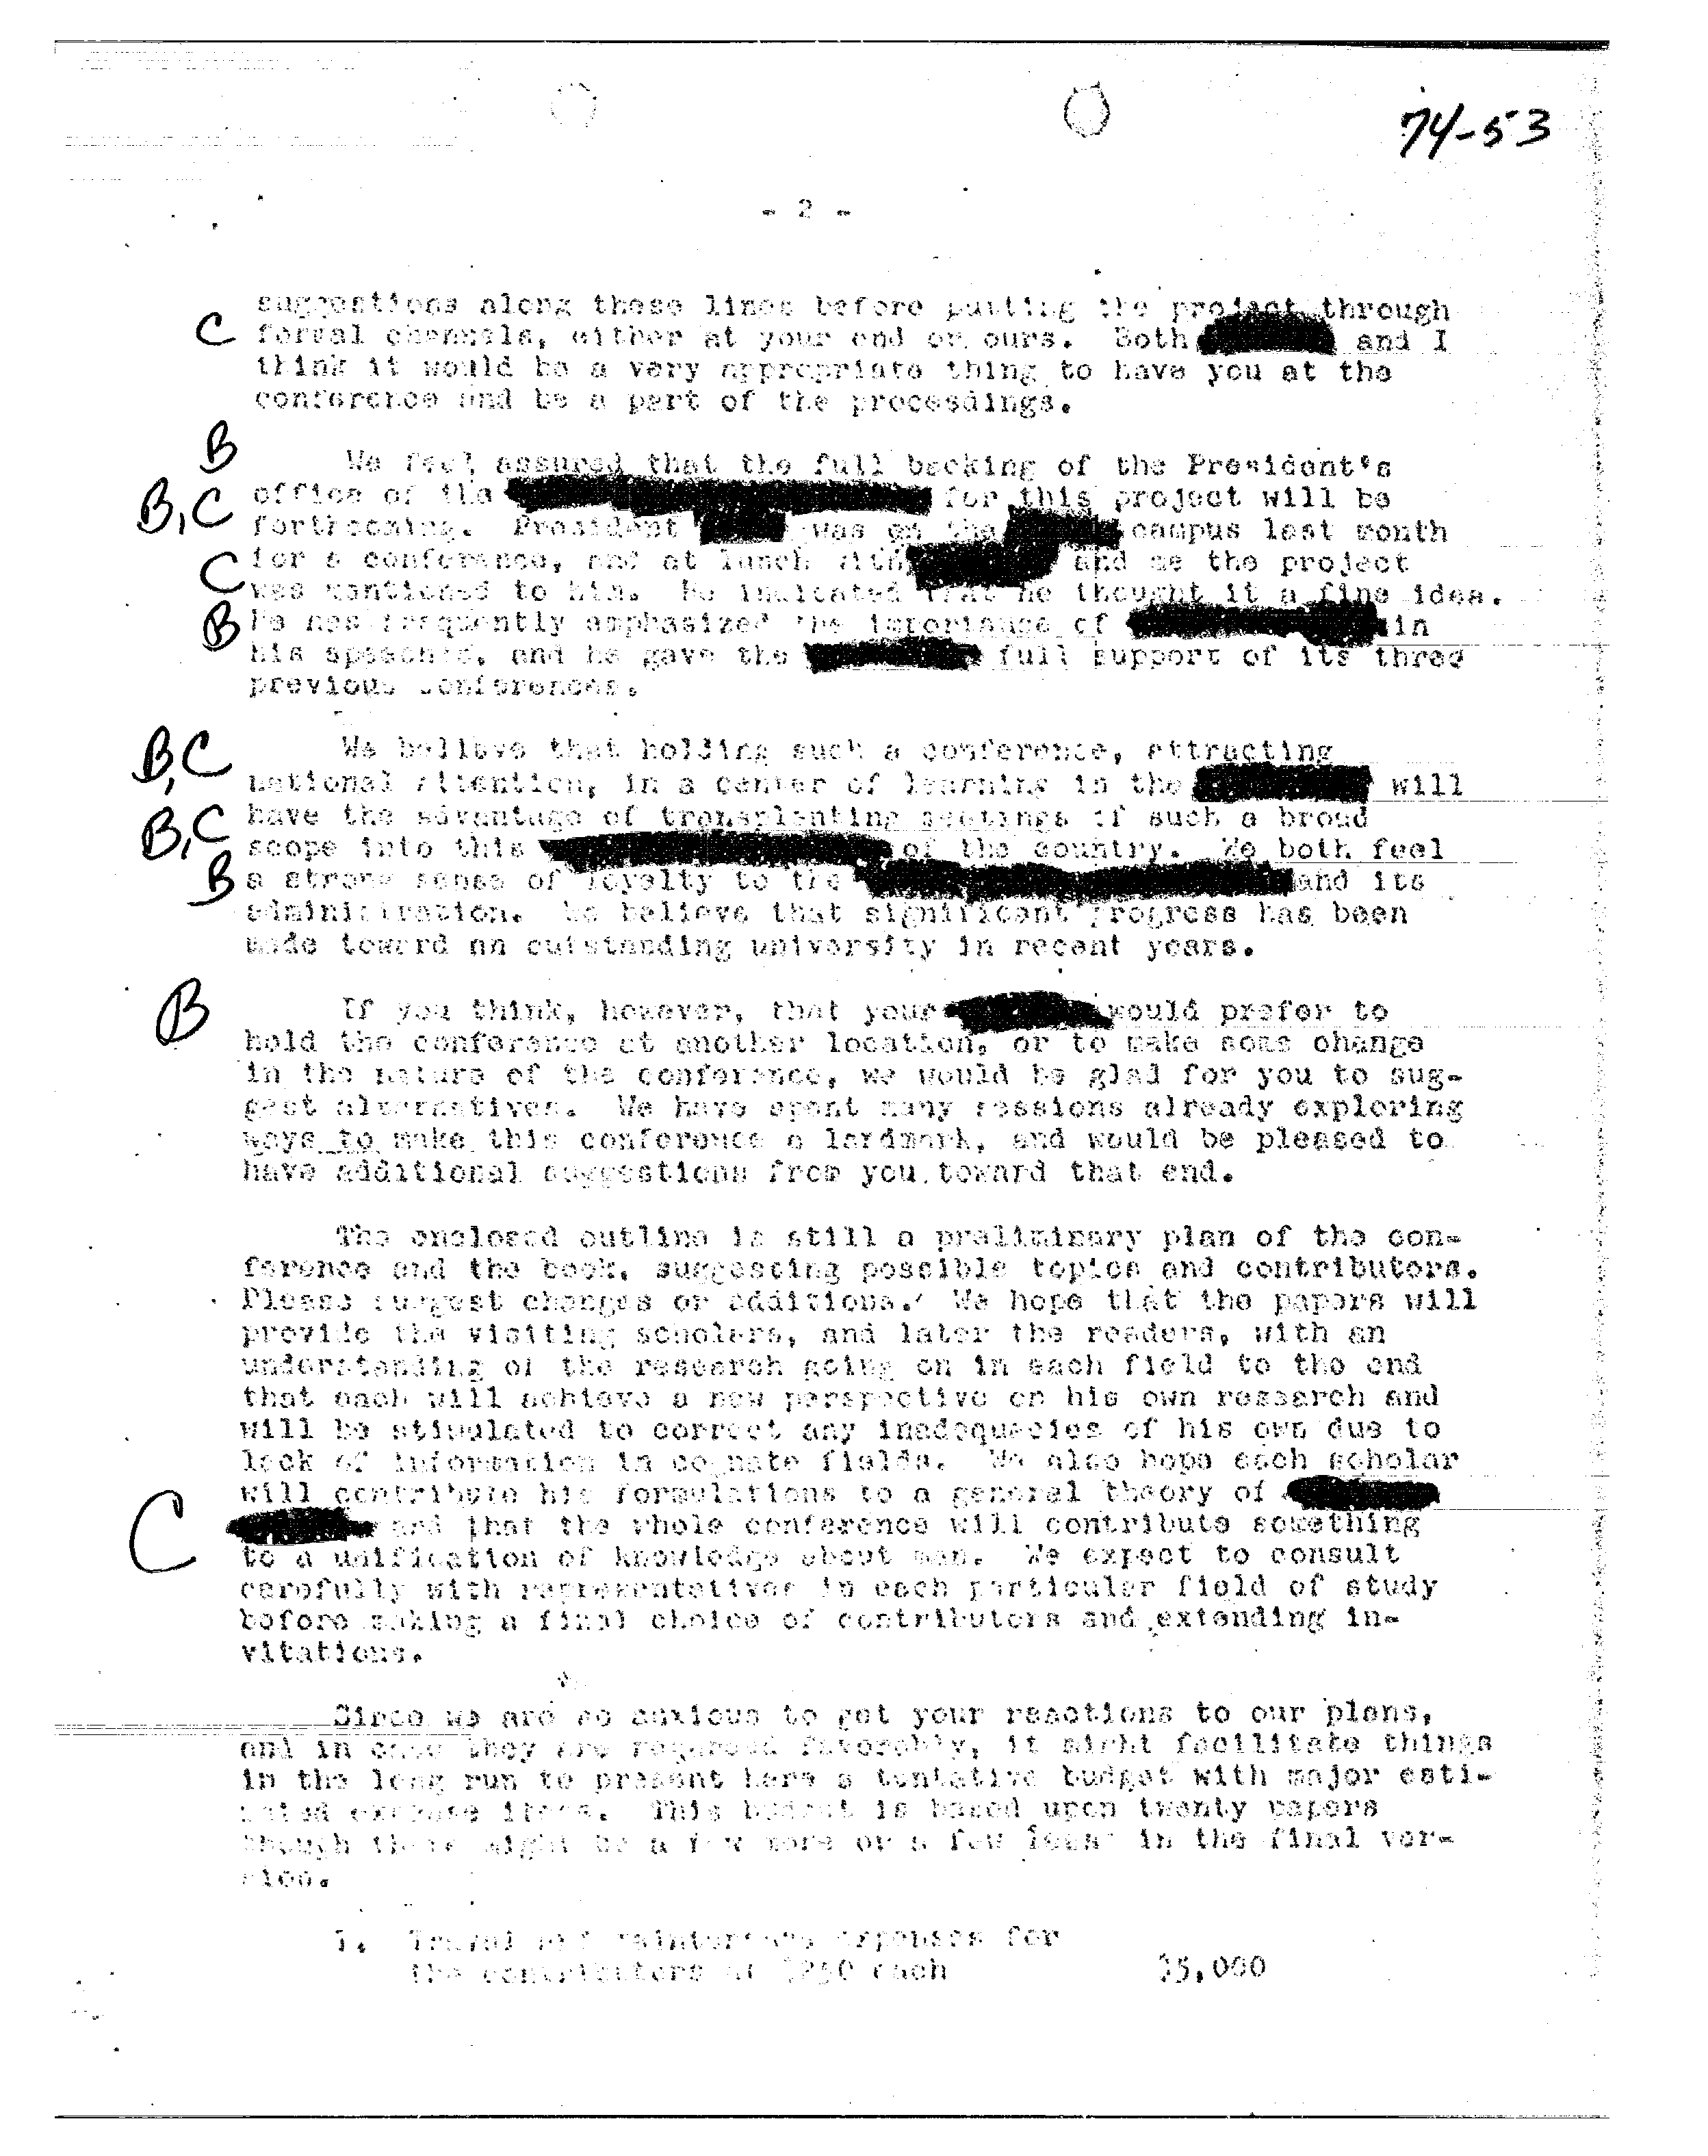 74-53
- 2 -
suggestions along these lines before putting the project through
C formal channels, either at your end or ours. Both and I
think it would be a very appropriate thing to have you at the
conference and be a part of the proceedings.
B
We feel assured that the full backing of the President's
B,C office of the for this project will be
forthcoming. President was on the campus last month
C for a conference, and at lunch with and me the project
was mentioned to him. He indicated that he thought it a fine idea.
B He has frequently emphasized the importance of in
his speeches, and he gave the full support of its three
previous conferences.
B,C We believe that holding such a conference, attracting
national attention, in a center of learning in the will
B,C have the advantage of transplanting meetings of such a broad
scope into this of the country. We both feel
B a strong sense of loyalty to the and its
administration. We believe that significant progress has been
made toward an outstanding university in recent years.
B If you think, however, that your would prefer to
hold the conference at another location, or to make some change
in the nature of the conference, we would be glad for you to sug-
gest alternatives. We have spent many sessions already exploring
ways to make this conference a landmark, and would be pleased to
have additional suggestions from you toward that end.
The enclosed outline is still a preliminary plan of the con-
ference and the book, suggesting possible topics and contributors.
Please suggest changes or additions. We hope that the papers will
provide the visiting scholars, and later the readers, with an
understanding of the research going on in each field to the end
that each will achieve a new perspective on his own research and
will be stimulated to correct any inadequacies of his own due to
lack of information in cognate fields. We also hope each scholar
will contribute his formulations to a general theory of
C and that the whole conference will contribute something
to a unification of knowledge about man. We expect to consult
carefully with representatives in each particular field of study
before making a final choice of contributors and extending in-
vitations.
Since we are so anxious to get your reactions to our plans,
and in case they are regarded favorably, it might facilitate things
in the long run to present here a tentative budget with major esti-
mated expense items. This budget is based upon twenty papers
though there might be a few more or a few less in the final ver-
sion.
1. Travel and maintenance expenses for
the contributors at $250 each $5,000